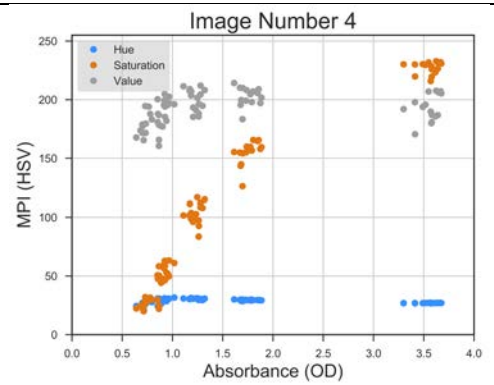 Image Number 4
250
200
150
100
50
0
MPI (HSV)
Hue
Saturation
Value
0.0 0.5 1.0 1.5 2.0 2.5 3.0 3.5 4.0
Absorbance (OD)